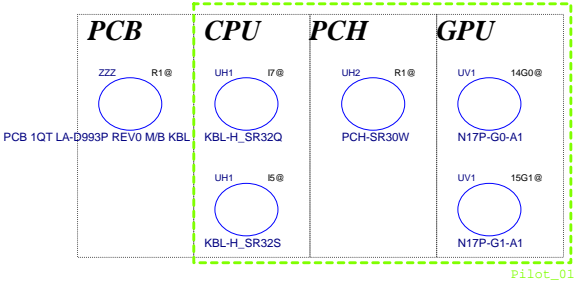 PCB CPU PCH GPU
ZZZ R1@ UH1 I7@ UH2 R1@ UV1 14G0@
PCB 1QT LA-D993P REV0 M/B KBL KBL-H_SR32Q PCH-SR30W N17P-G0-A1
UH1 I5@ UV1 15G1@
KBL-H_SR32S N17P-G1-A1
Pilot_01